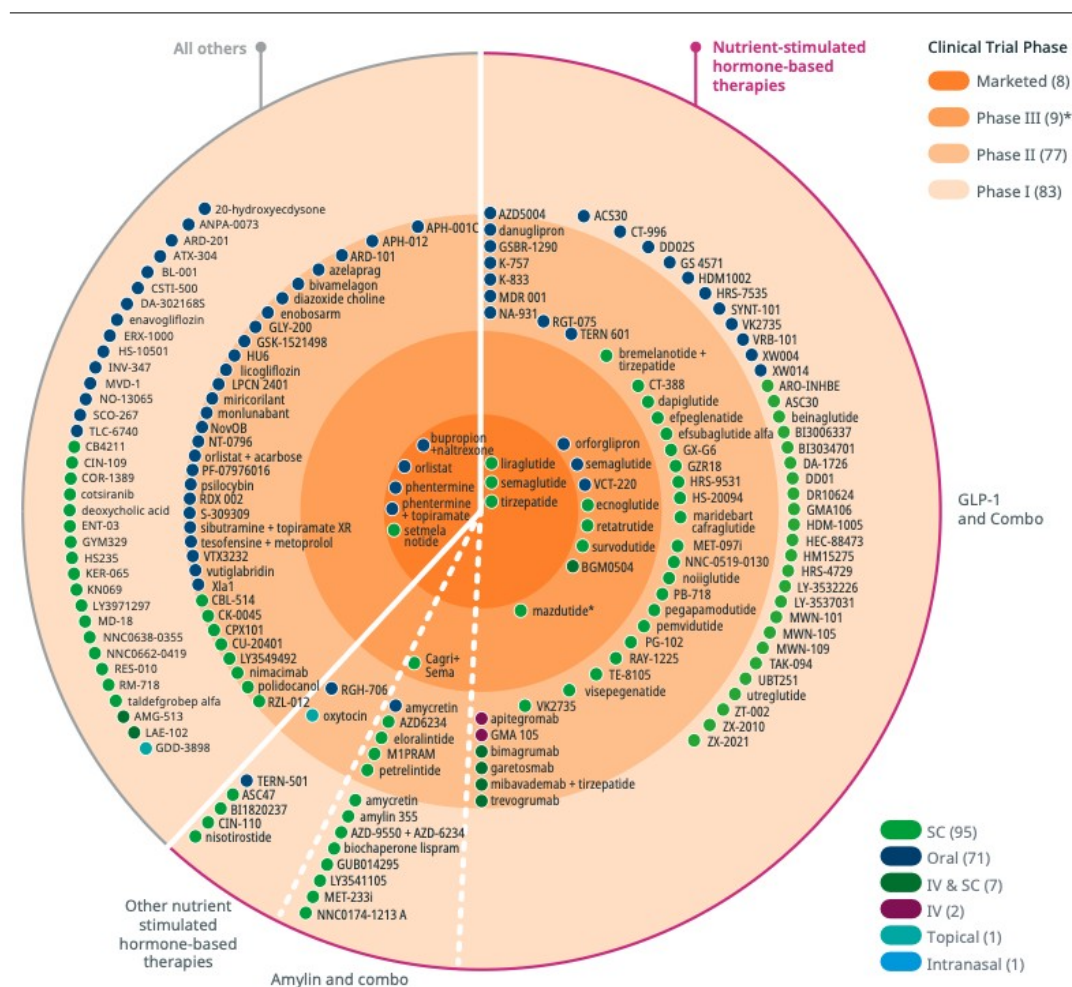 All others
Nutrient-stimulated
hormone-based
therapies
Clinical Trial Phase
Marketed (8)
Phase III (9)*
Phase II (77)
Phase I (83)
20-hydroxyecdysone
ANPA-0073
ARD-201
ATX-304
BL-001
CSTI-500
DA-302168S
enavogliflozin
ERX-1000
HS-10501
INV-347
MVD-1
NO-13065
SCO-267
TLC-6740
CB4211
CIN-109
COR-1389
cotsiranib
deoxycholic acid
ENT-03
GYM329
HS235
KER-065
KN069
LY3971297
MD-18
NNC0638-0355
NNC0662-0419
RES-010
RM-718
taldefgrobep alfa
AMG-513
LAE-102
GDD-3898
APH-001C
APH-012
ARD-101
azelaprag
bivamelagon
diazoxide choline
enobosarm
GLY-200
GSK-1521498
HU6
licogliflozin
LPCN 2401
miricorilant
monlunabant
NovOB
NT-0796
orlistat + acarbose
PF-07976016
psilocybin
RDX 002
S-309309
sibutramine + topiramate XR
tesofensine + metoprolol
VTX3232
vutiglabridin
Xla1
CBL-514
CK-0045
CPX101
CU-20401
LY3549492
nimacimab
polidocanol
RZL-012
bupropion
+naltrexone
orlistat
phentermine
phentermine
+ topiramate
setmela
notide
liraglutide
semaglutide
tirzepatide
orforglipron
semaglutide
VCT-220
ecnoglutide
retatrutide
survodutide
BGM0504
mazdutide*
Cagri+
Sema
AZD5004
danuglipron
GSBR-1290
K-757
K-833
MDR 001
NA-931
RGT-075
TERN 601
bremelanotide +
tirzepatide
CT-388
dapiglutide
efpeglenatide
efsubaglutide alfa
GX-G6
GZR18
HRS-9531
HS-20094
maridebart
cafraglutide
MET-097i
NNC-0519-0130
noiiglutide
PB-718
pegapamodutide
pemvidutide
PG-102
RAY-1225
TE-8105
visepegenatide
VK2735
apitegromab
GMA 105
bimagrumab
garetosmab
mibavademab + tirzepatide
trevogrumab
ACS30
CT-996
DD02S
GS 4571
HDM1002
HRS-7535
SYNT-101
VK2735
VRB-101
XW004
XW014
ARO-INHBE
ASC30
beinaglutide
BI3006337
BI3034701
DA-1726
DD01
DR10624
GMA106
HDM-1005
HEC-88473
HM15275
HRS-4729
LY-3532226
LY-3537031
MWN-101
MWN-105
MWN-109
TAK-094
UBT251
utreglutide
ZT-002
ZX-2010
ZX-2021
GLP-1
and Combo
RGH-706
oxytocin
amycretin
AZD6234
eloralintide
M1PRAM
petrelintide
TERN-501
ASC47
BI1820237
CIN-110
nisotirostide
amycretin
amylin 355
AZD-9550 + AZD-6234
biochaperone lispram
GUB014295
LY3541105
MET-233i
NNC0174-1213 A
Other nutrient
stimulated
hormone-based
therapies
Amylin and combo
SC (95)
Oral (71)
IV & SC (7)
IV (2)
Topical (1)
Intranasal (1)